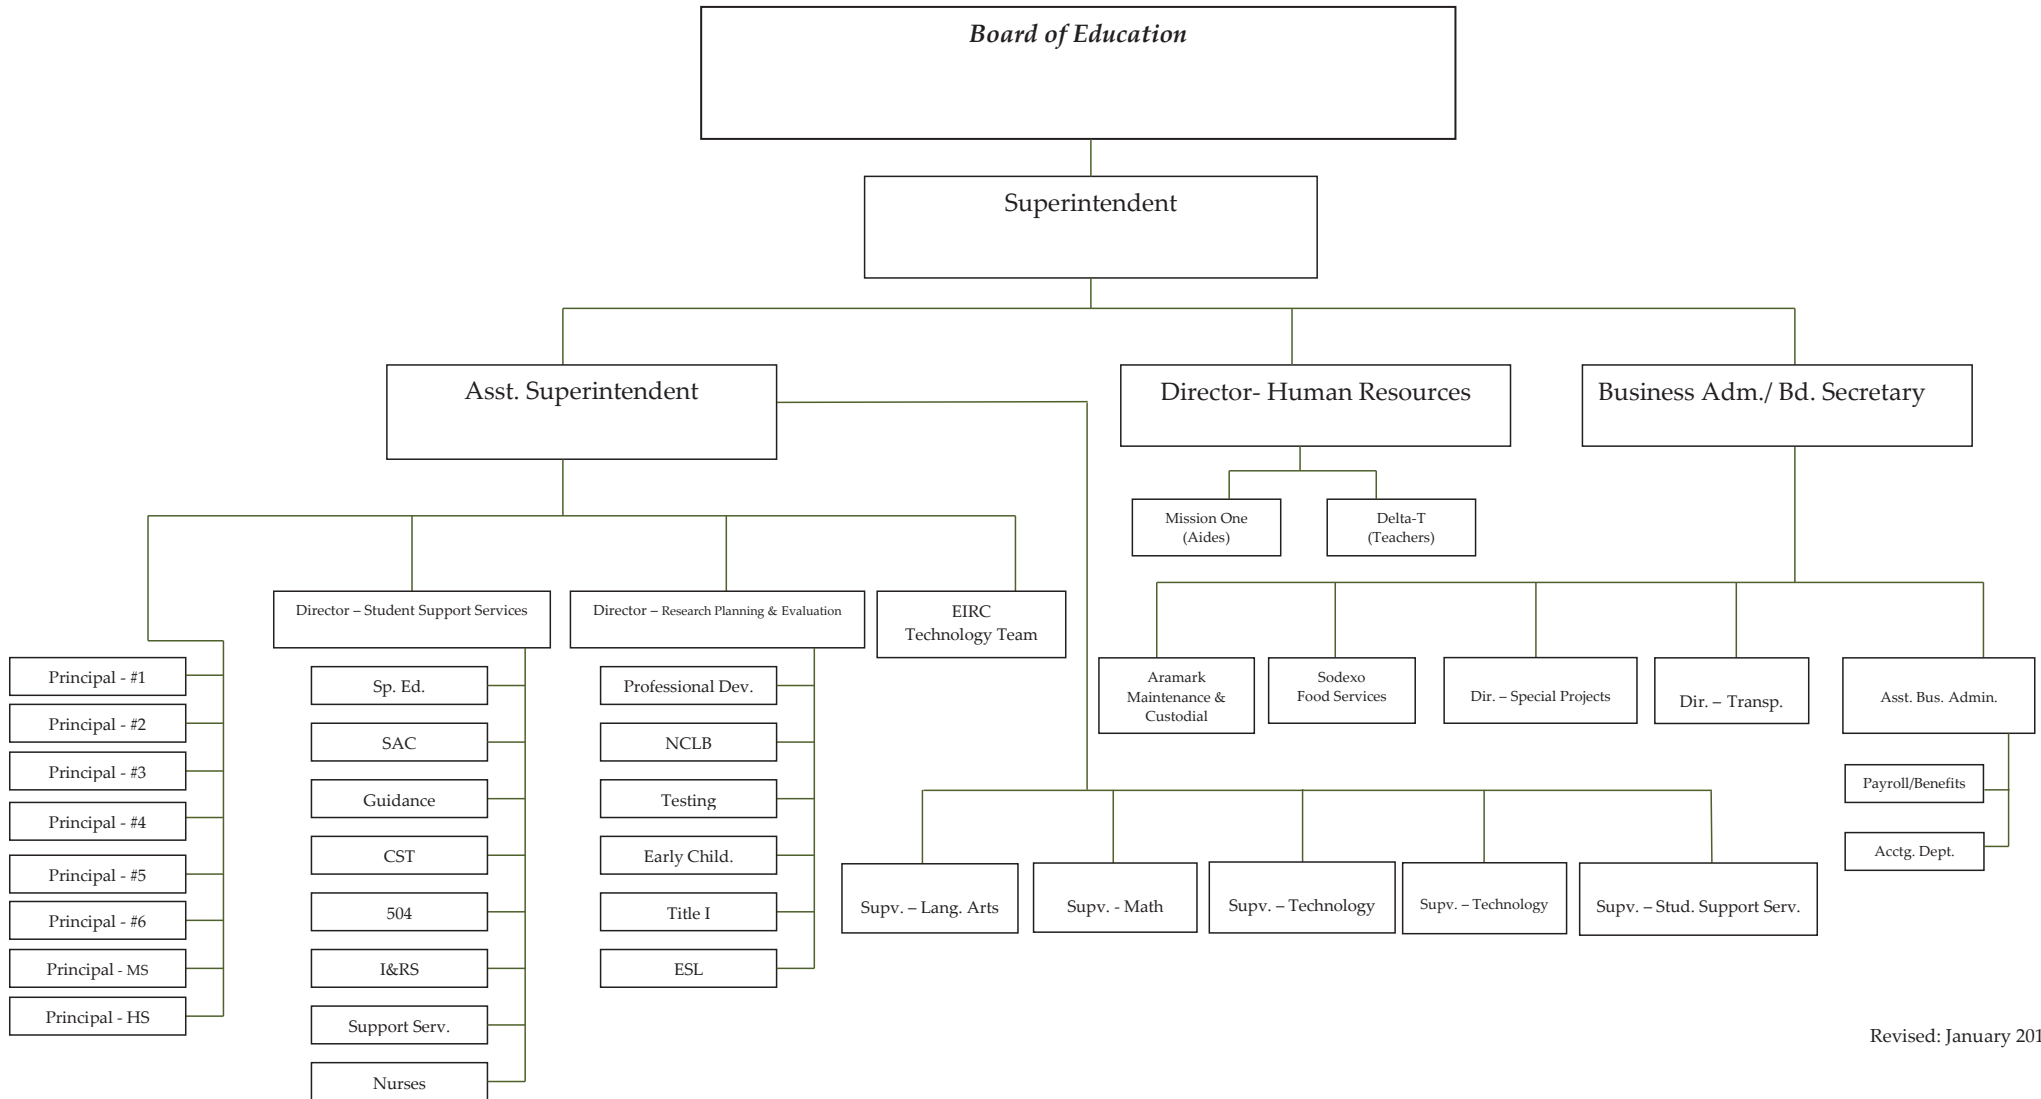 Board of Education
Superintendent
Asst. Superintendent
Director- Human Resources
Business Adm./ Bd. Secretary
Mission One
(Aides)
Delta-T
(Teachers)
Director – Student Support Services
Director – Research Planning & Evaluation
EIRC
Technology Team
Principal - #1
Principal - #2
Principal - #3
Principal - #4
Principal - #5
Principal - #6
Principal - MS
Principal - HS
Sp. Ed.
SAC
Guidance
CST
504
I&RS
Support Serv.
Nurses
Professional Dev.
NCLB
Testing
Early Child.
Title I
ESL
Aramark
Maintenance &
Custodial
Sodexo
Food Services
Dir. – Special Projects
Dir. – Transp.
Asst. Bus. Admin.
Payroll/Benefits
Acctg. Dept.
Supv. – Lang. Arts
Supv. - Math
Supv. – Technology
Supv. – Technology
Supv. – Stud. Support Serv.
Revised: January 201